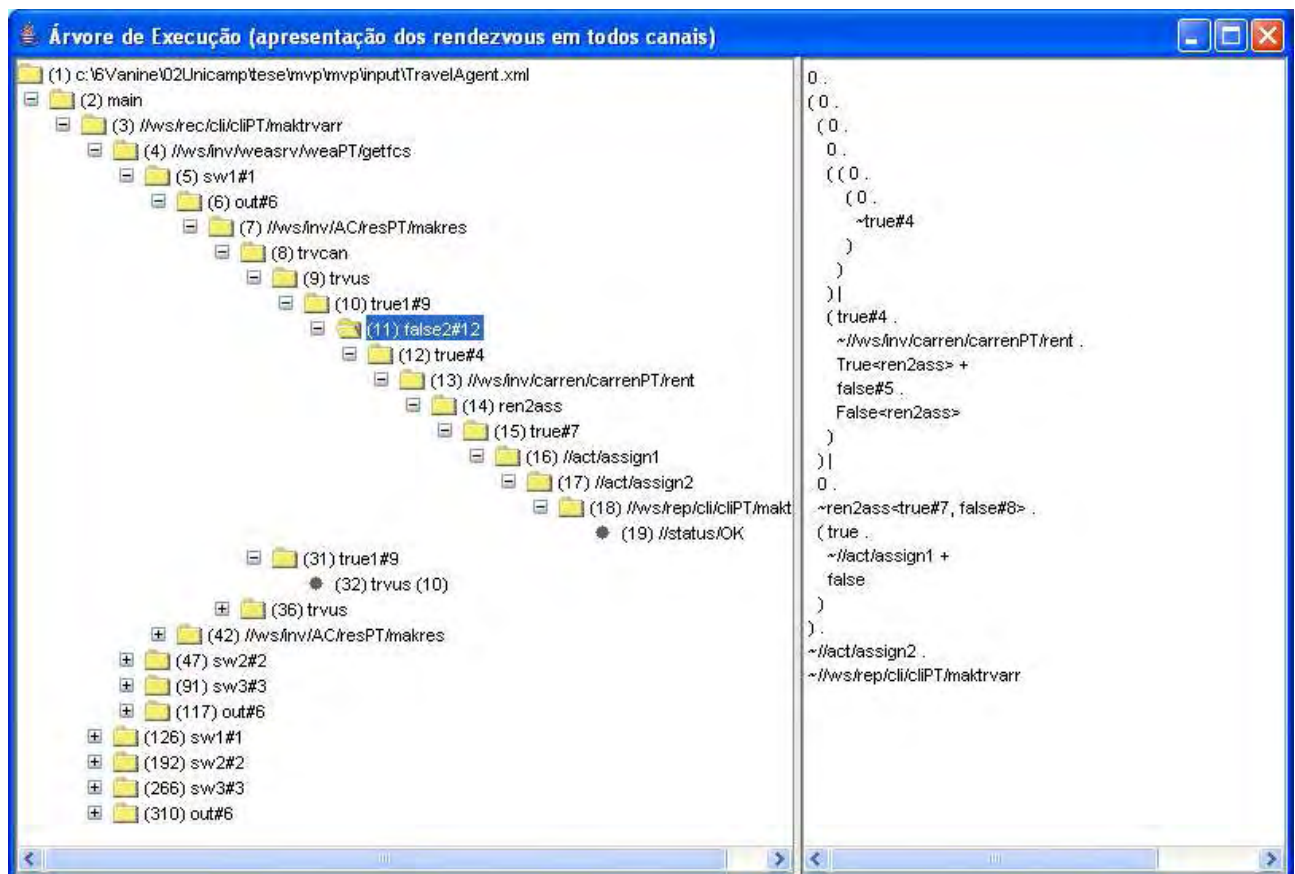 Árvore de Execução (apresentação dos rendezvous em todos canais)
(1) c:\6Vanine\02Unicamp\tese\mvp\mvp\input\TravelAgent.xml
(2) main
(3) //ws/rec/cli/cliPT/maktrvarr
(4) //ws/inv/weasrv/weaPT/getfcs
(5) sw1#1
(6) out#6
(7) //ws/inv/AC/resPT/makres
(8) trvcan
(9) trvus
(10) true1#9
(11) false2#12
(12) true#4
(13) //ws/inv/carren/carrenPT/rent
(14) ren2ass
(15) true#7
(16) //act/assign1
(17) //act/assign2
(18) //ws/rep/cli/cliPT/makt
(19) //status/OK
(31) true1#9
(32) trvus (10)
(36) trvus
(42) //ws/inv/AC/resPT/makres
(47) sw2#2
(91) sw3#3
(117) out#6
(126) sw1#1
(192) sw2#2
(266) sw3#3
(310) out#6
0 .
( 0 .
( 0 .
0 .
( ( 0 .
( 0 .
~true#4
)
)
) |
( true#4 .
~//ws/inv/carren/carrenPT/rent .
True<ren2ass> +
false#5 .
False<ren2ass>
)
) |
0 .
~ren2ass<true#7, false#8> .
( true .
~//act/assign1 +
false
)
) .
~//act/assign2 .
~//ws/rep/cli/cliPT/maktrvarr